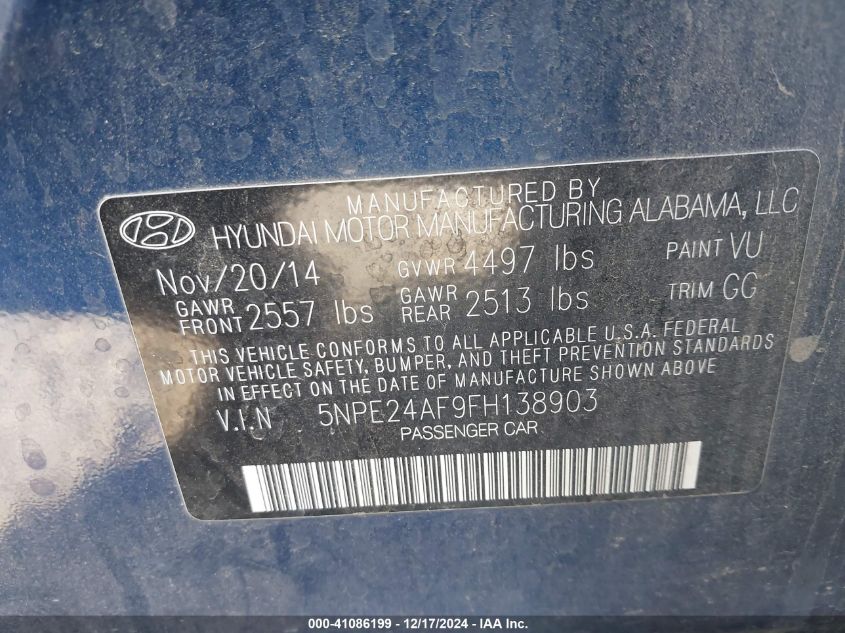 MANUFACTURED BY
HYUNDAI MOTOR MANUFACTURING ALABAMA, LLC
Nov/20/14 GVWR 4497 lbs PAINT VU
GAWR FRONT 2557 lbs GAWR REAR 2513 lbs TRIM GG
THIS VEHICLE CONFORMS TO ALL APPLICABLE U.S.A. FEDERAL
MOTOR VEHICLE SAFETY, BUMPER, AND THEFT PREVENTION STANDARDS
IN EFFECT ON THE DATE OF MANUFACTURE SHOWN ABOVE
V.I.N 5NPE24AF9FH138903
PASSENGER CAR
000-41086199 - 12/17/2024 - IAA Inc.